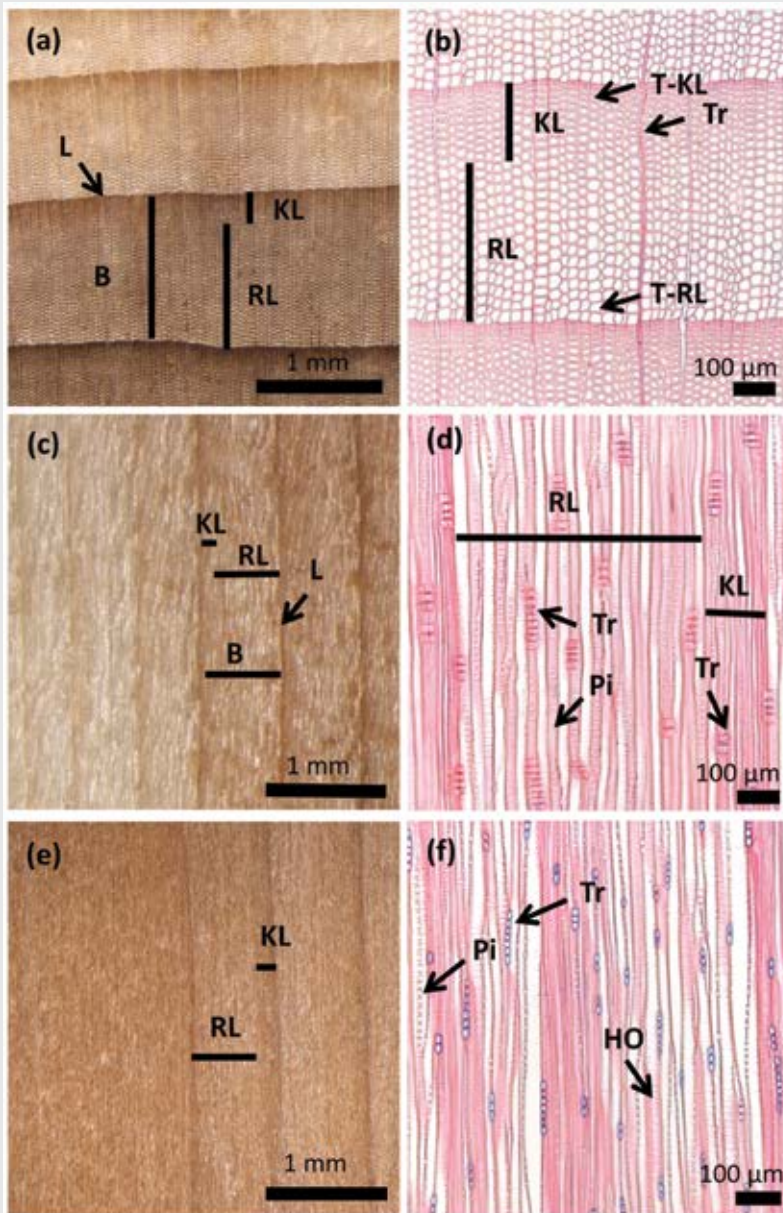 (a)
L
KL
B
RL
1 mm
(b)
T-KL
KL
Tr
RL
T-RL
100 µm
(c)
KL
RL
L
B
1 mm
(d)
RL
KL
Tr
Tr
Pi
100 µm
(e)
KL
RL
1 mm
(f)
Tr
Pi
HO
100 µm